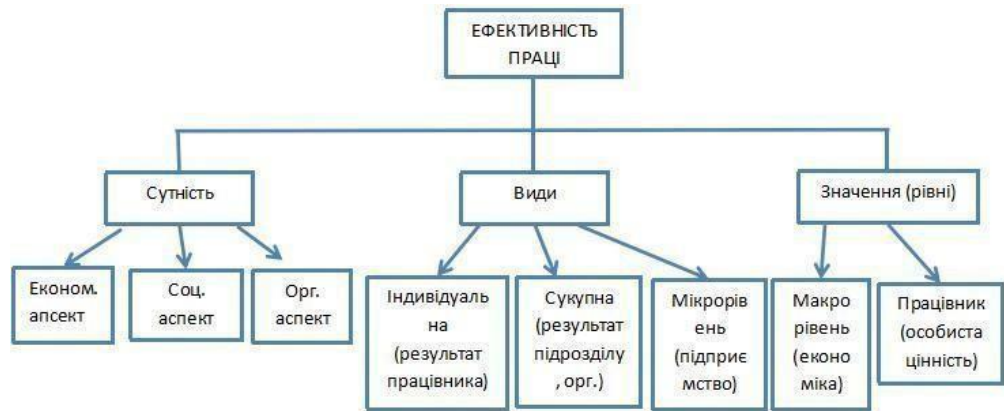 ЕФЕКТИВНІСТЬ
ПРАЦІ
Сутність
Види
Значення (рівні)
Економ.
апсект
Соц.
аспект
Орг.
аспект
Індивідуаль
на
(результат
працівника)
Сукупна
(результат
підрозділу
, орг.)
Мікрорів
ень
(підприє
мство)
Макро
рівень
(еконо
міка)
Працівник
(особиста
цінність)